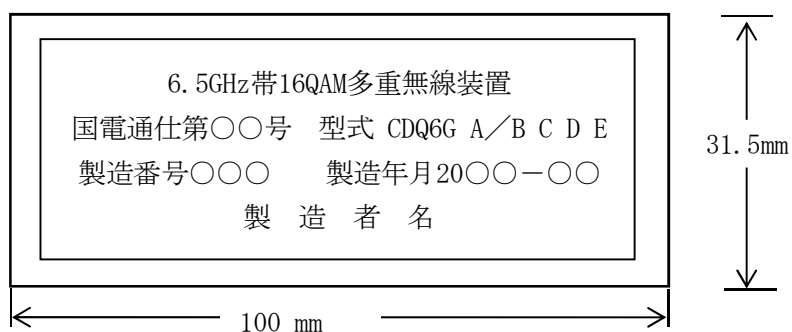 6.5GHz帯16QAM多重無線装置
国電通仕第○○号　型式 CDQ6G A／B C D E
製造番号○○○　　製造年月20○○－○○
製　造　者　名
31.5mm
100 mm